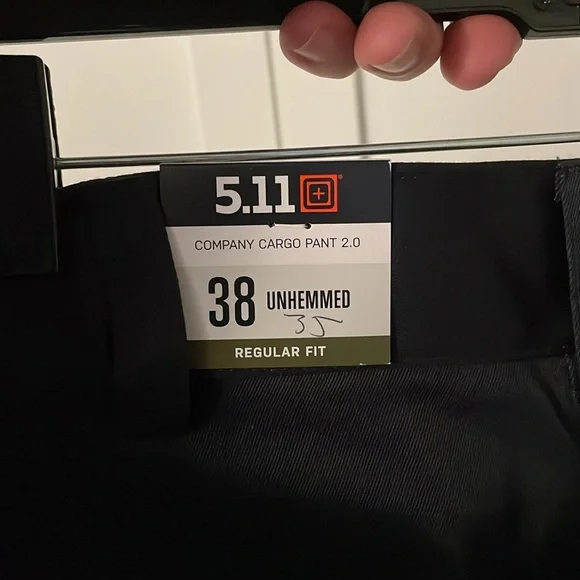 5.11
COMPANY CARGO PANT 2.0
38 UNHEMMED
35
REGULAR FIT